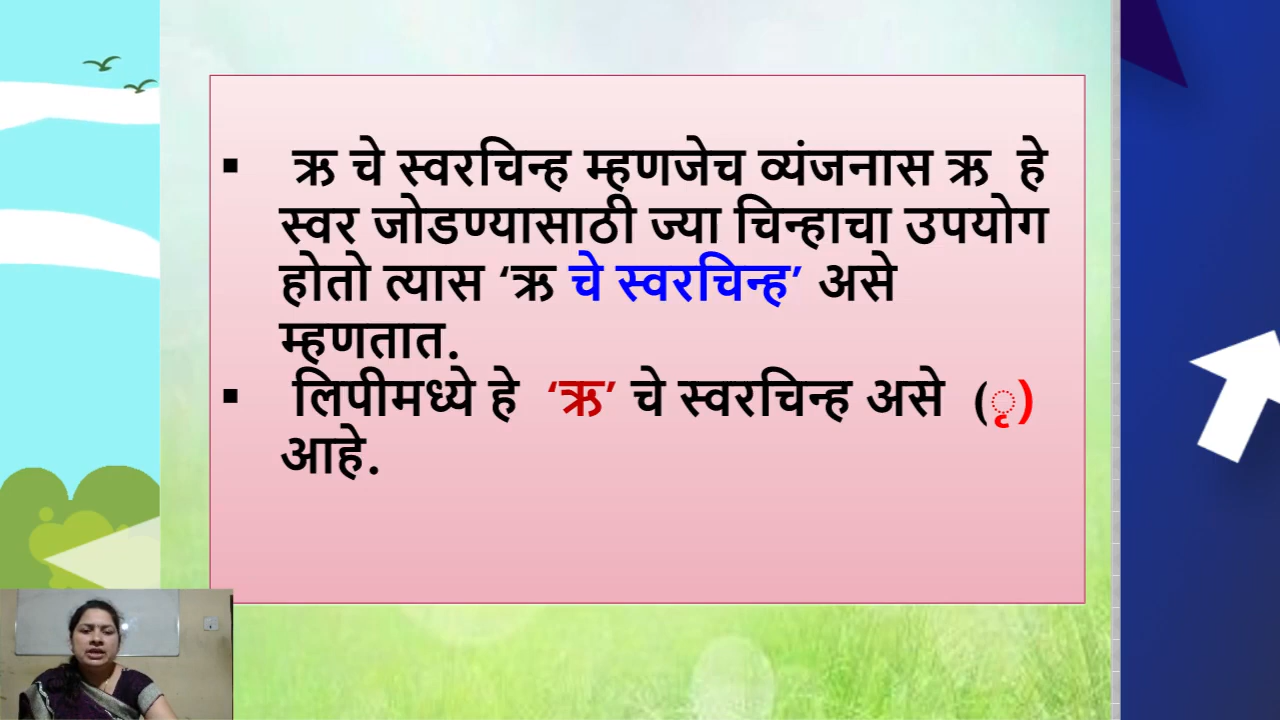 ▪ ऋ चे स्वरचिन्ह म्हणजेच व्यंजनास ऋ हे
स्वर जोडण्यासाठी ज्या चिन्हाचा उपयोग
होतो त्यास ‘ऋ चे स्वरचिन्ह’ असे
म्हणतात.
▪ लिपीमध्ये हे ‘ऋ’ चे स्वरचिन्ह असे (ृ)
आहे.